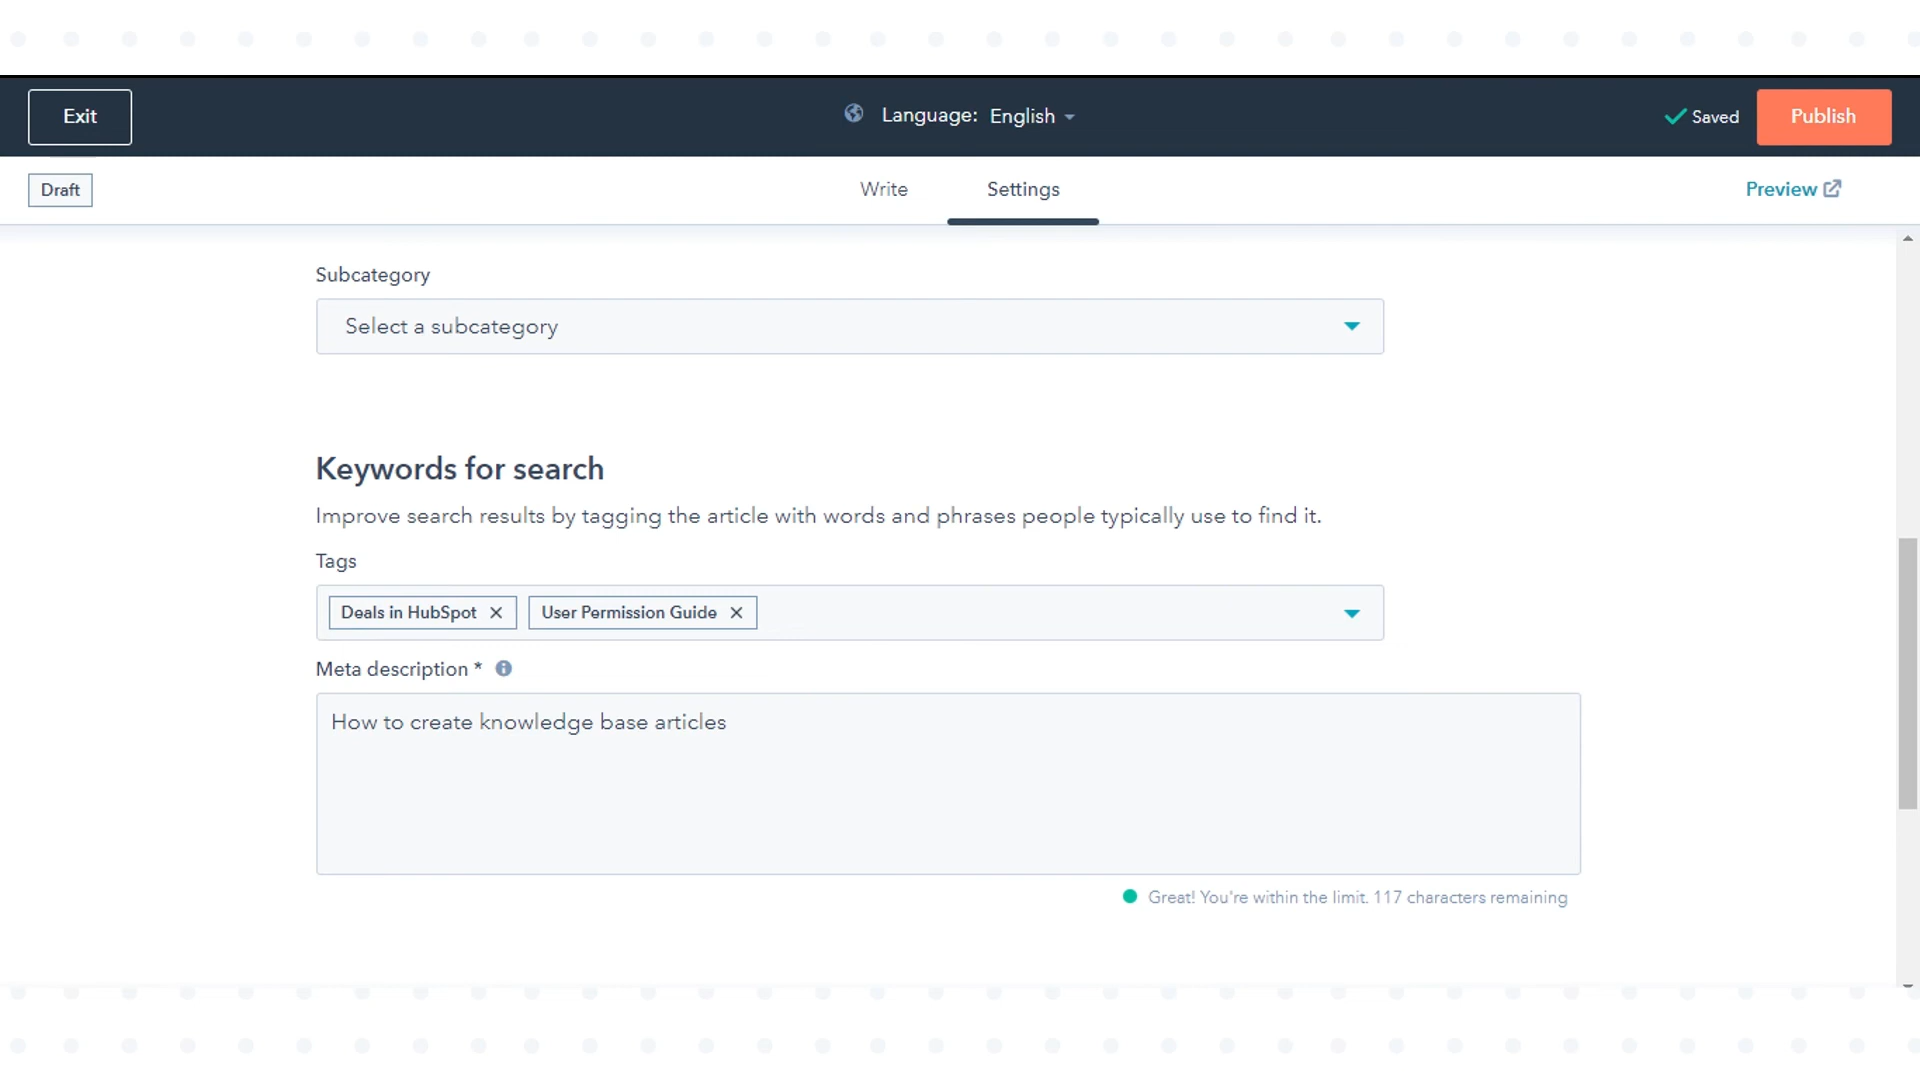 Exit
Language: English
Saved
Publish
Draft
Write
Settings
Preview
Subcategory
Select a subcategory
Keywords for search
Improve search results by tagging the article with words and phrases people typically use to find it.
Tags
Deals in HubSpot
User Permission Guide
Meta description *
How to create knowledge base articles
Great! You're within the limit. 117 characters remaining